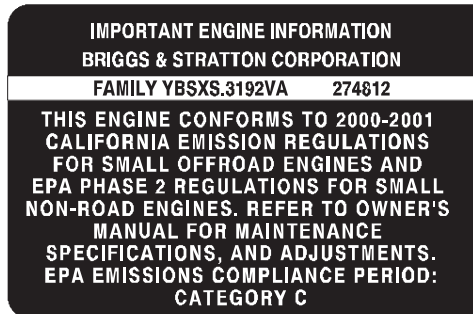 IMPORTANT ENGINE INFORMATION
BRIGGS & STRATTON CORPORATION
FAMILY YBSXS.3192VA 274812
THIS ENGINE CONFORMS TO 2000-2001
CALIFORNIA EMISSION REGULATIONS
FOR SMALL OFFROAD ENGINES AND
EPA PHASE 2 REGULATIONS FOR SMALL
NON-ROAD ENGINES. REFER TO OWNER'S
MANUAL FOR MAINTENANCE
SPECIFICATIONS, AND ADJUSTMENTS.
EPA EMISSIONS COMPLIANCE PERIOD:
CATEGORY C